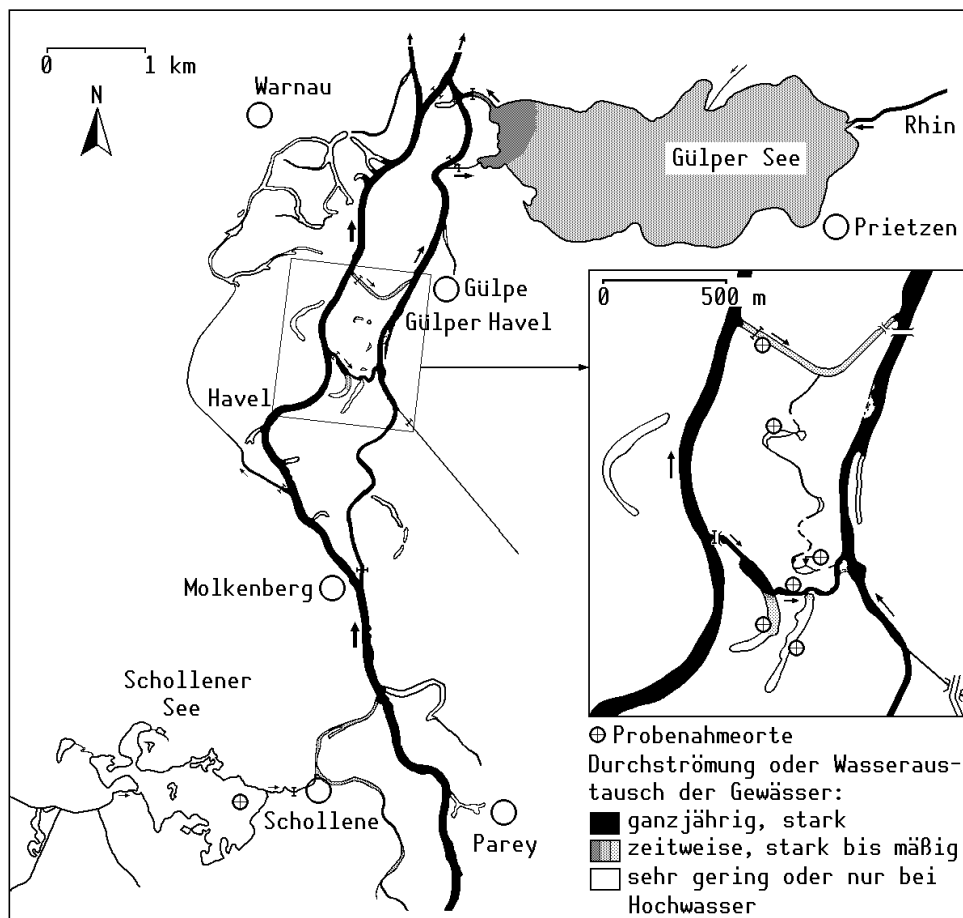 0 1 km
N
Warnau
Rhin
Gülper See
Prietzen
Gülpe
Gülper Havel
Havel
Molkenberg
Schollener
See
Schollene
Parey
0 500 m
Probenahmeorte
Durchströmung oder Wasseraus-
tausch der Gewässer:
ganzjährig, stark
zeitweise, stark bis mäßig
sehr gering oder nur bei
Hochwasser